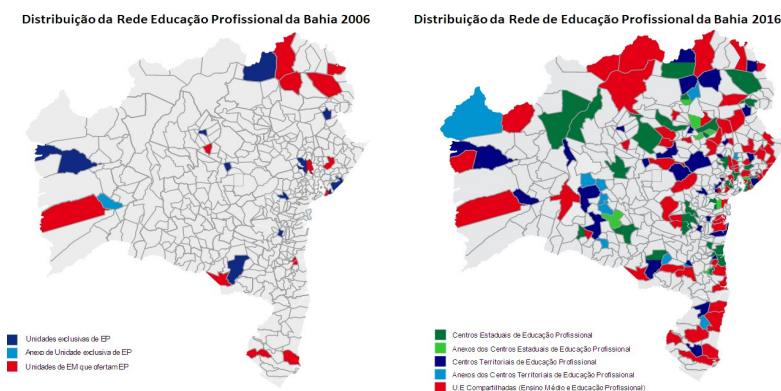 Distribuição da Rede Educação Profissional da Bahia 2006
Distribuição da Rede de Educação Profissional da Bahia 2016
Unidades exclusivas de EP
Anexo de Unidade exclusiva de EP
Unidades de EM que ofertam EP
Centros Estaduais de Educação Profissional
Anexos dos Centros Estaduais de Educação Profissional
Centros Territoriais de Educação Profissional
Anexos dos Centros Territoriais de Educação Profissional
U.E Compartilhadas (Ensino Médio e Educação Profissional)